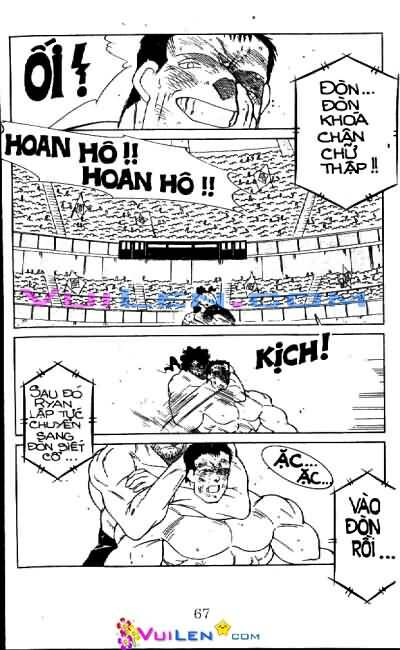 ỐI!
ĐÒN...
ĐÒN
KHOA
CHÂN
CHỮ
THẬP!!
HOAN HÔ!!
HOAN HÔ!!
VUILEN.COM
KỊCH!
SAU ĐÓ
RYAN
LẬP TỨC
CHUYỂN
SANG
ĐÒN SIẾT
CỔ...
ẶC...
ẶC...
VÀO
ĐÒN
RỒI...
67
VUILEN
.COM